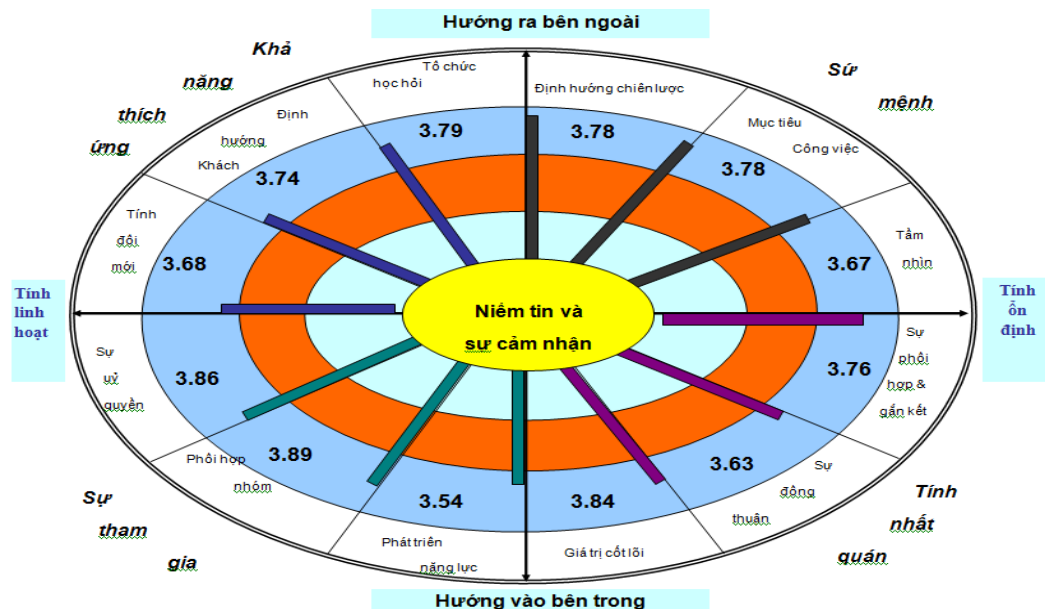 Hướng ra bên ngoài
Khả
năng
thích
ứng
Sứ
mệnh
Tổ chức
học hỏi
Định hướng chiến lược
Định
hướng
Khách
Mục tiêu
Công việc
3.79
3.78
3.74
3.78
Tính
đổi
mới
3.68
3.67
Tầm
nhìn
Tính
linh
hoạt
Niềm tin và
sự cảm nhận
Tính
ổn
định
Sự
uỷ
quyền
3.86
3.76
Sự
phối
hợp &
gắn kết
Phối hợp
nhóm
3.89
3.63
Sự
đồng
thuận
3.54
3.84
Sự
tham
gia
Tính
nhất
quán
Phát triển
năng lực
Giá trị cốt lõi
Hướng vào bên trong